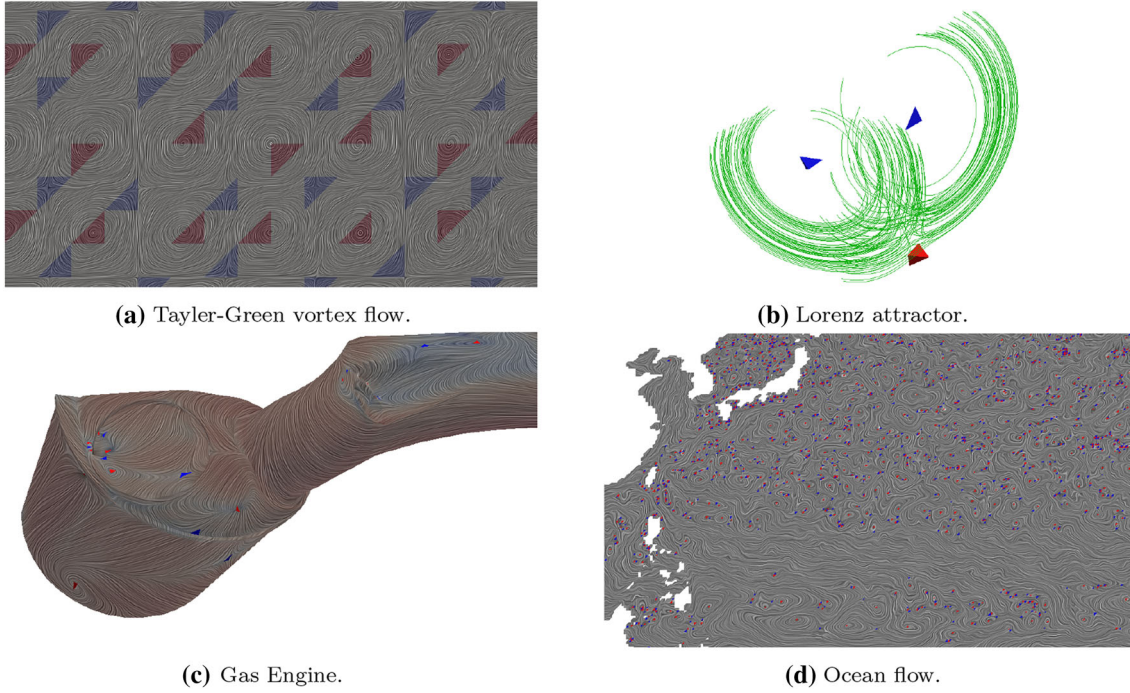 (a) Tayler-Green vortex flow.
(b) Lorenz attractor.
(c) Gas Engine.
(d) Ocean flow.